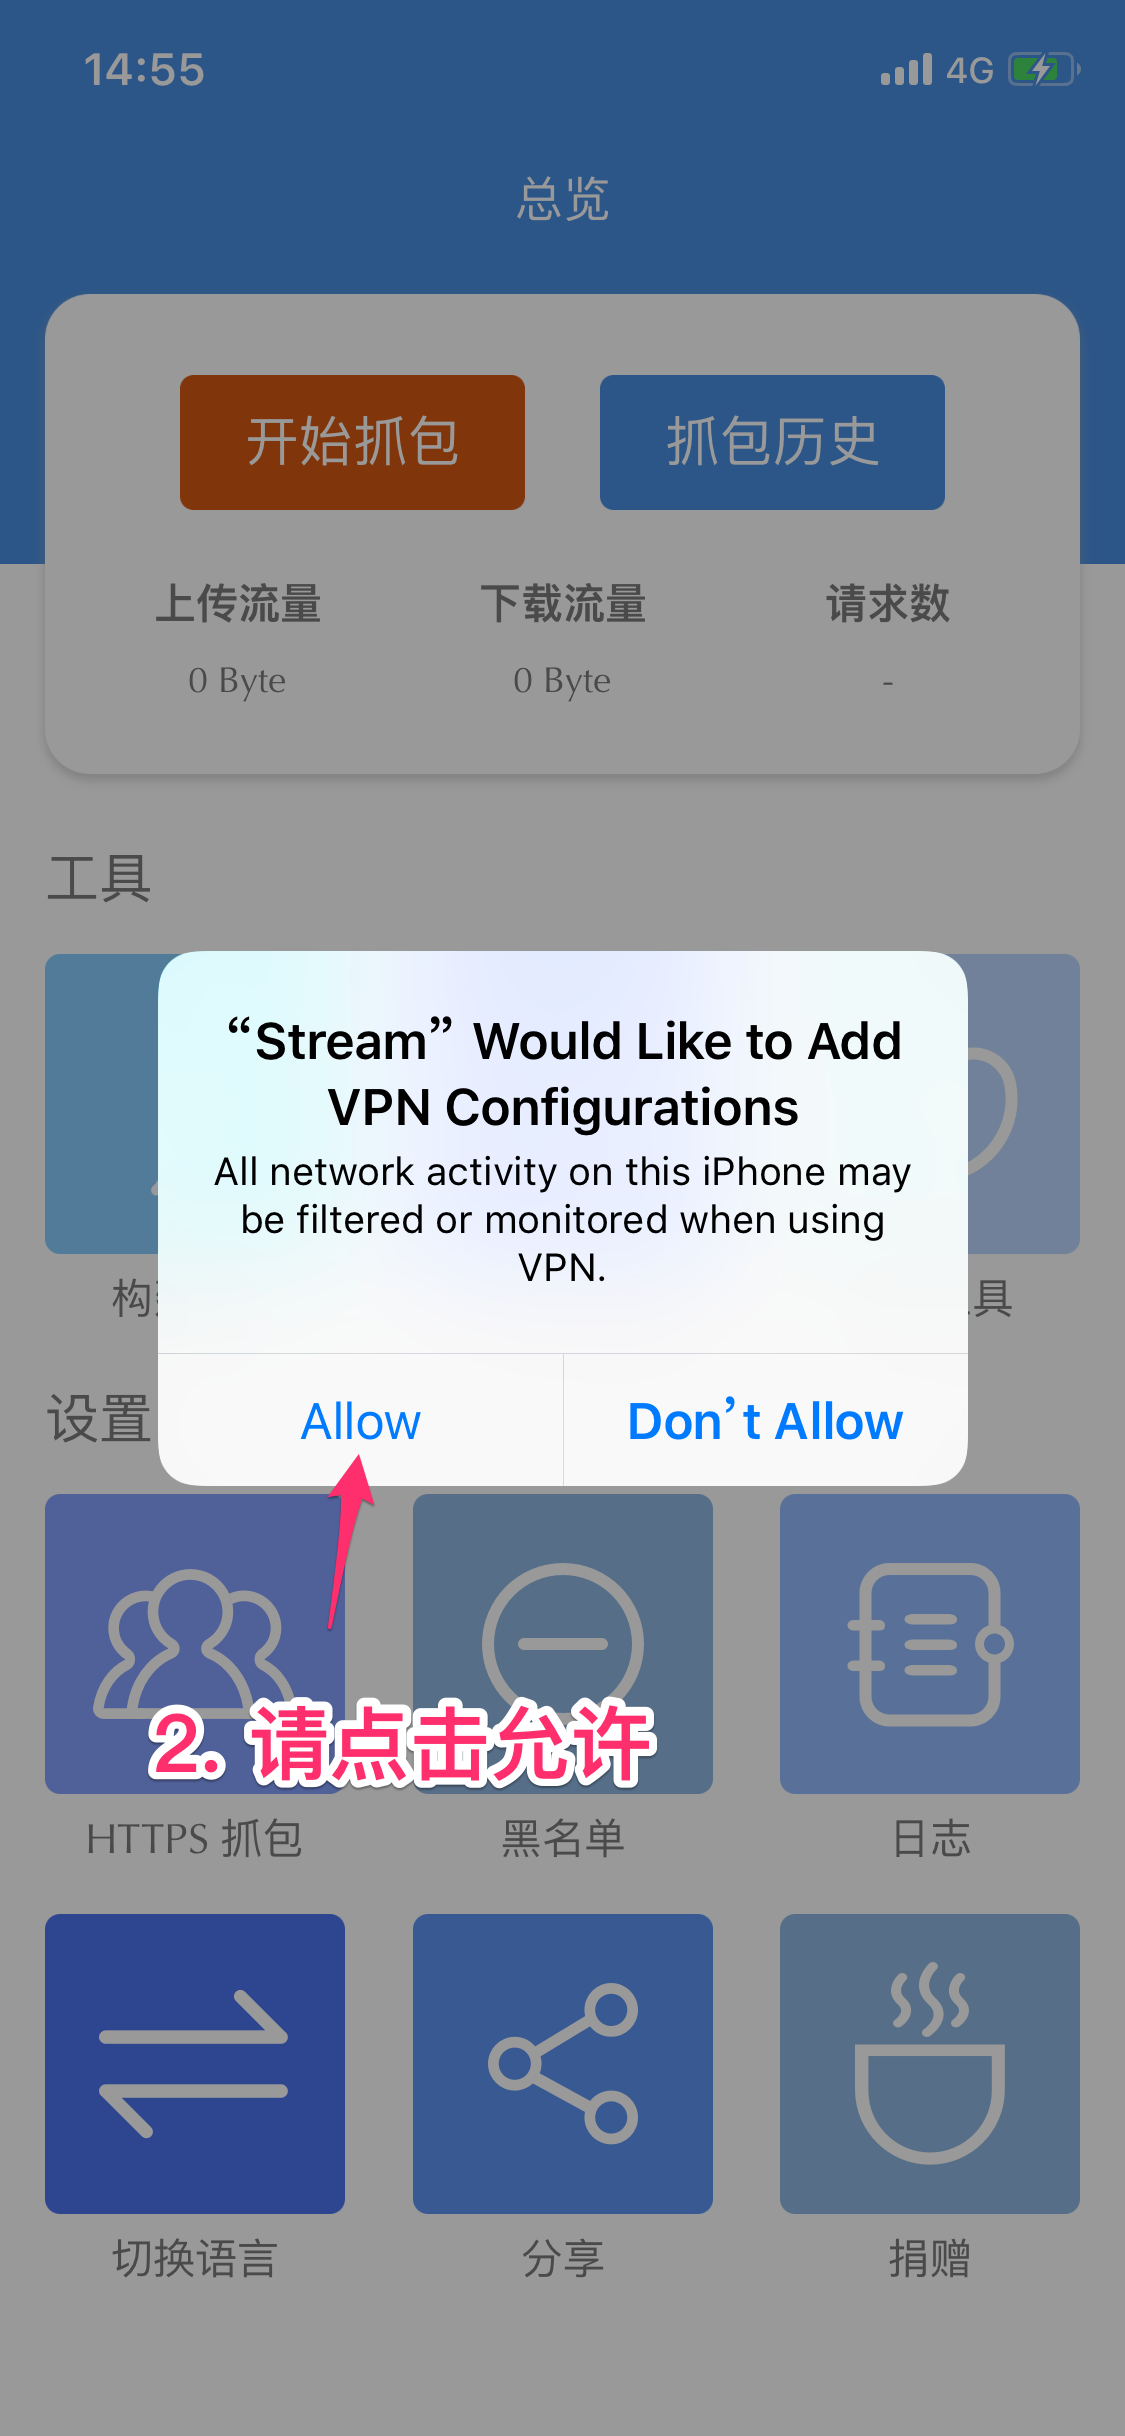 14:55
4G
总览
开始抓包
抓包历史
上传流量
下载流量
请求数
0 Byte
0 Byte
-
工具
“Stream” Would Like to Add
VPN Configurations
All network activity on this iPhone may
be filtered or monitored when using
VPN.
构
具
设置
Allow
Don’t Allow
2. 请点击允许
HTTPS 抓包
黑名单
日志
切换语言
分享
捐赠